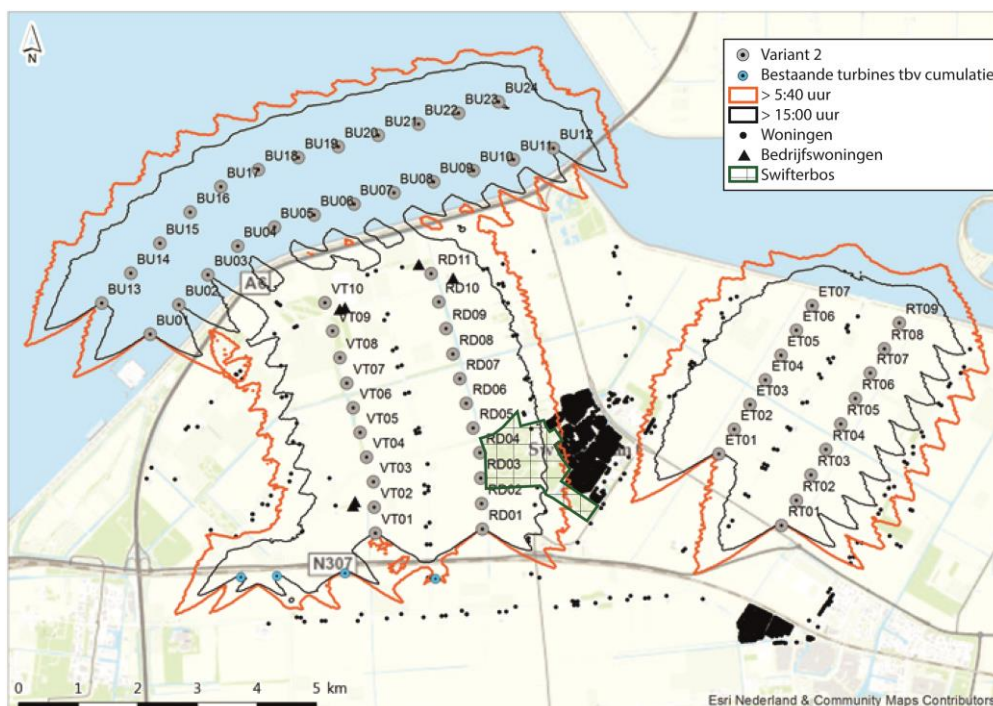 N
Variant 2
Bestaande turbines tbv cumulatie
> 5:40 uur
> 15:00 uur
Woningen
Bedrijfswoningen
Swifterbos
BU24
BU23
BU22
BU21
BU20
BU19
BU18
BU17
BU16
BU15
BU14
BU13
BU12
BU11
BU10
BU09
BU08
BU07
BU06
BU05
BU04
BU03
BU02
BU01
A6
VT10
VT09
VT08
VT07
VT06
VT05
VT04
VT03
VT02
VT01
RD11
RD10
RD09
RD08
RD07
RD06
RD05
RD04
RD03
RD02
RD01
ET07
ET06
ET05
ET04
ET03
ET02
ET01
RT09
RT08
RT07
RT06
RT05
RT04
RT03
RT02
RT01
N307
0 1 2 3 4 5 km
Esri Nederland & Community Maps Contributors